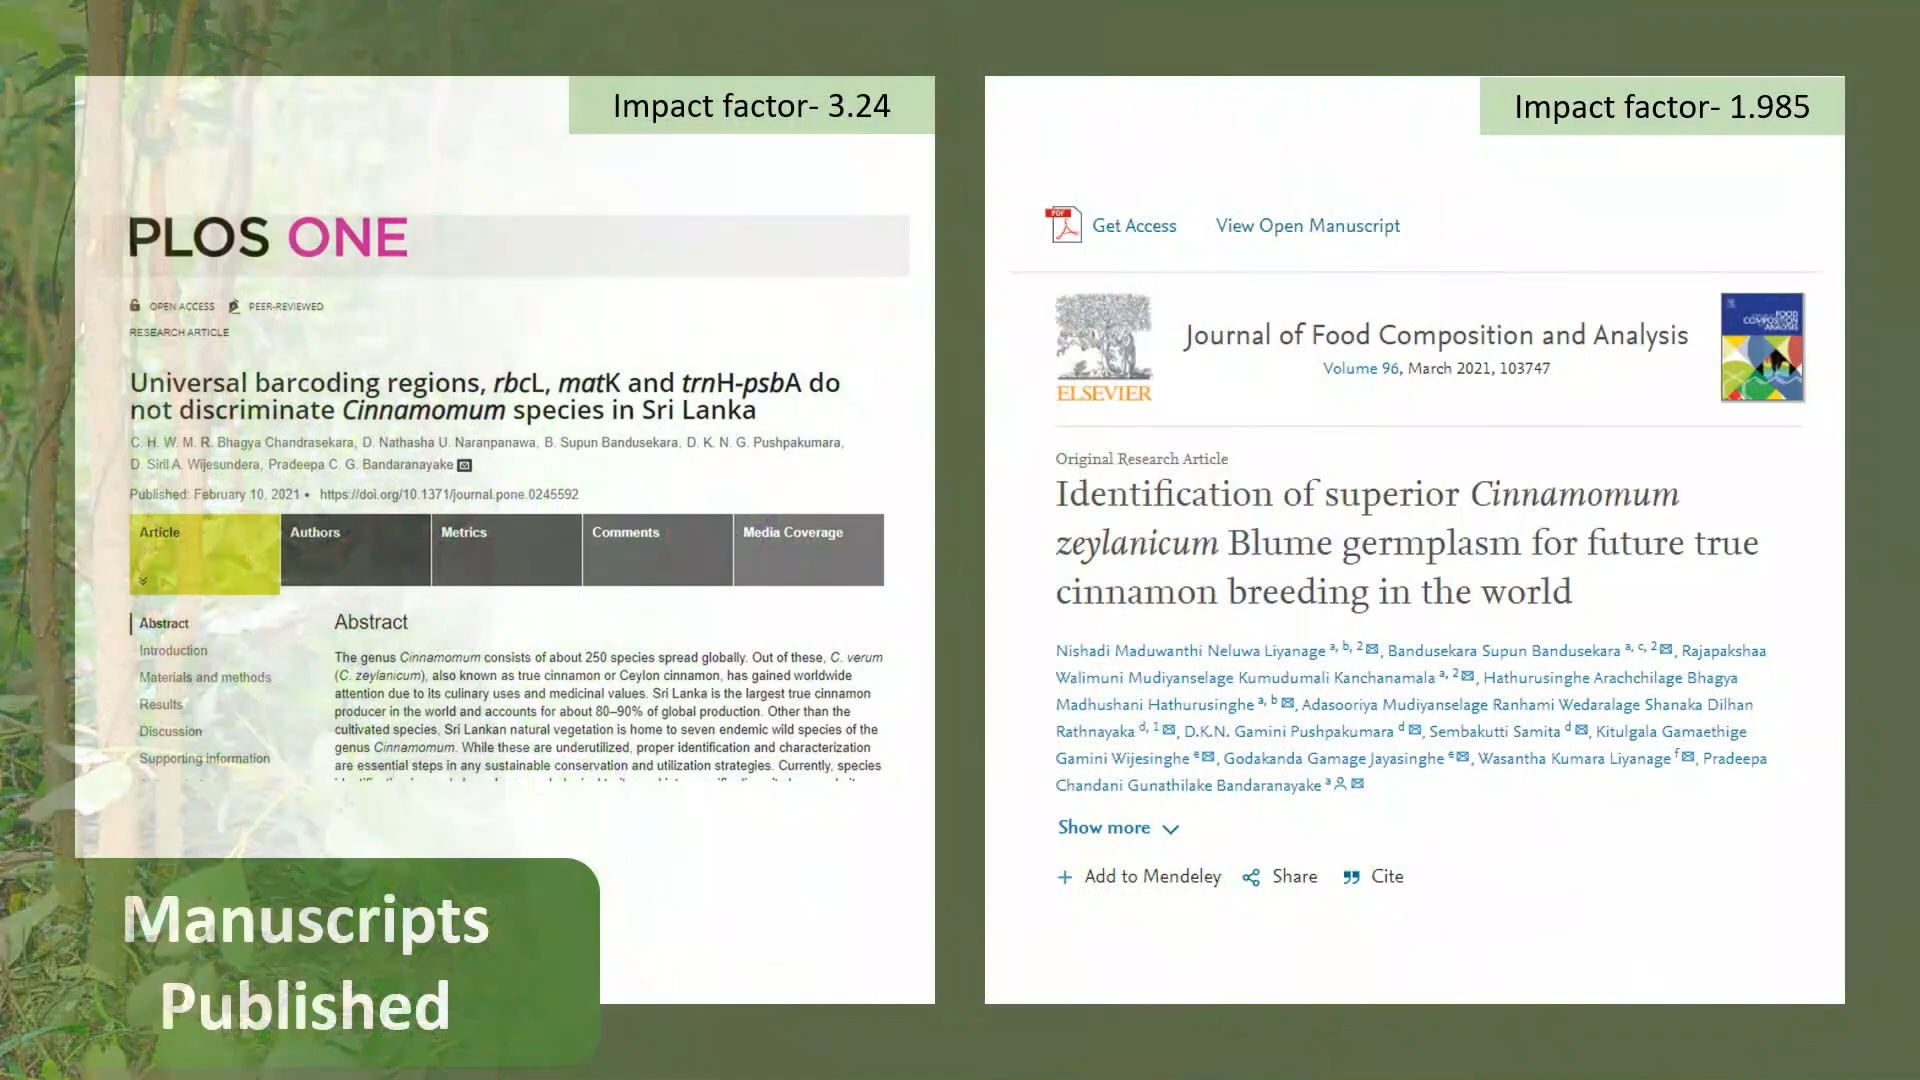 Impact factor- 3.24
PLOS ONE
OPEN ACCESS PEER-REVIEWED
RESEARCH ARTICLE
Universal barcoding regions, rbcL, matK and trnH-psbA do
not discriminate Cinnamomum species in Sri Lanka
C. H. W. M. R. Bhagya Chandrasekara, D. Nathasha U. Naranpanawa, B. Supun Bandusekara, D. K. N. G. Pushpakumara,
D. Siril A. Wijesundera, Pradeepa C. G. Bandaranayake
Published: February 10, 2021 • https://doi.org/10.1371/journal.pone.0245592
Article Authors Metrics Comments Media Coverage
Abstract
Introduction
Materials and methods
Results
Discussion
Supporting information
Abstract
The genus Cinnamomum consists of about 250 species spread globally. Out of these, C. verum
(C. zeylanicum), also known as true cinnamon or Ceylon cinnamon, has gained worldwide
attention due to its culinary uses and medicinal values. Sri Lanka is the largest true cinnamon
producer in the world and accounts for about 80–90% of global production. Other than the
cultivated species, Sri Lankan natural vegetation is home to seven endemic wild species of the
genus Cinnamomum. While these are underutilized, proper identification and characterization
are essential steps in any sustainable conservation and utilization strategies. Currently, species
Manuscripts
Published
Impact factor- 1.985
PDF
Get Access View Open Manuscript
ELSEVIER
Journal of Food Composition and Analysis
Volume 96, March 2021, 103747
FOOD
COMPOSITION
ANALYSIS
Original Research Article
Identification of superior Cinnamomum
zeylanicum Blume germplasm for future true
cinnamon breeding in the world
Nishadi Maduwanthi Neluwa Liyanage a, b, 2, Bandusekara Supun Bandusekara a, c, 2, Rajapakshaa
Walimuni Mudiyanselage Kumudumali Kanchanamala a, 2, Hathurusinghe Arachchilage Bhagya
Madhushani Hathurusinghe a, b, Adasooriya Mudiyanselage Ranhami Wedaralage Shanaka Dilhan
Rathnayaka d, 1, D.K.N. Gamini Pushpakumara d, Sembakutti Samita d, Kitulgala Gamaethige
Gamini Wijesinghe e, Godakanda Gamage Jayasinghe e, Wasantha Kumara Liyanage f, Pradeepa
Chandani Gunathilake Bandaranayake a
Show more
+ Add to Mendeley Share Cite